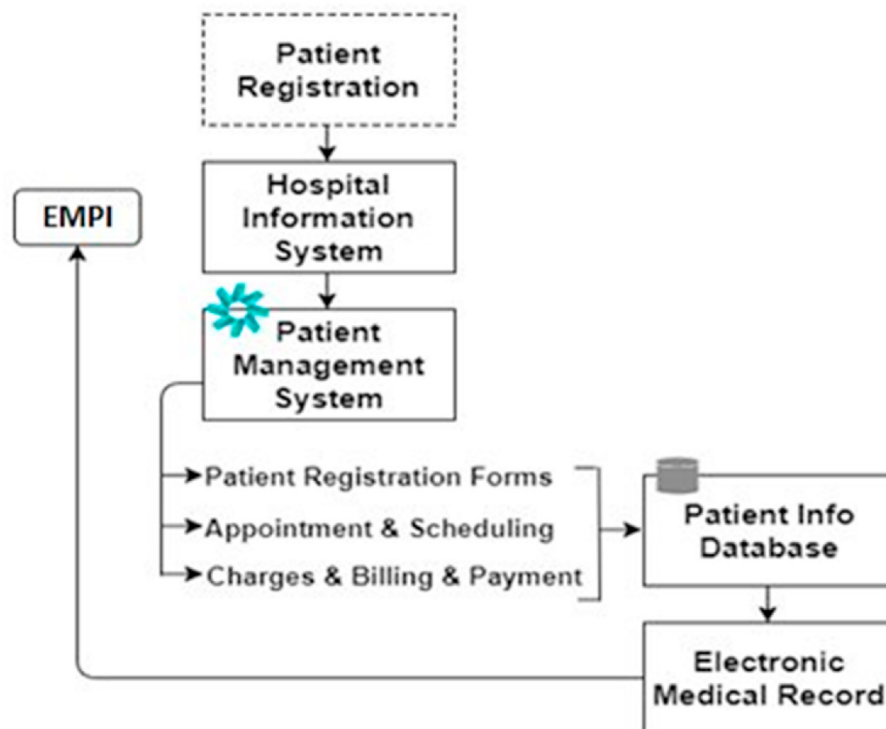 Patient
Registration
Hospital
Information
System
EMPI
Patient
Management
System
Patient Registration Forms
Appointment & Scheduling
Charges & Billing & Payment
Patient Info
Database
Electronic
Medical Record